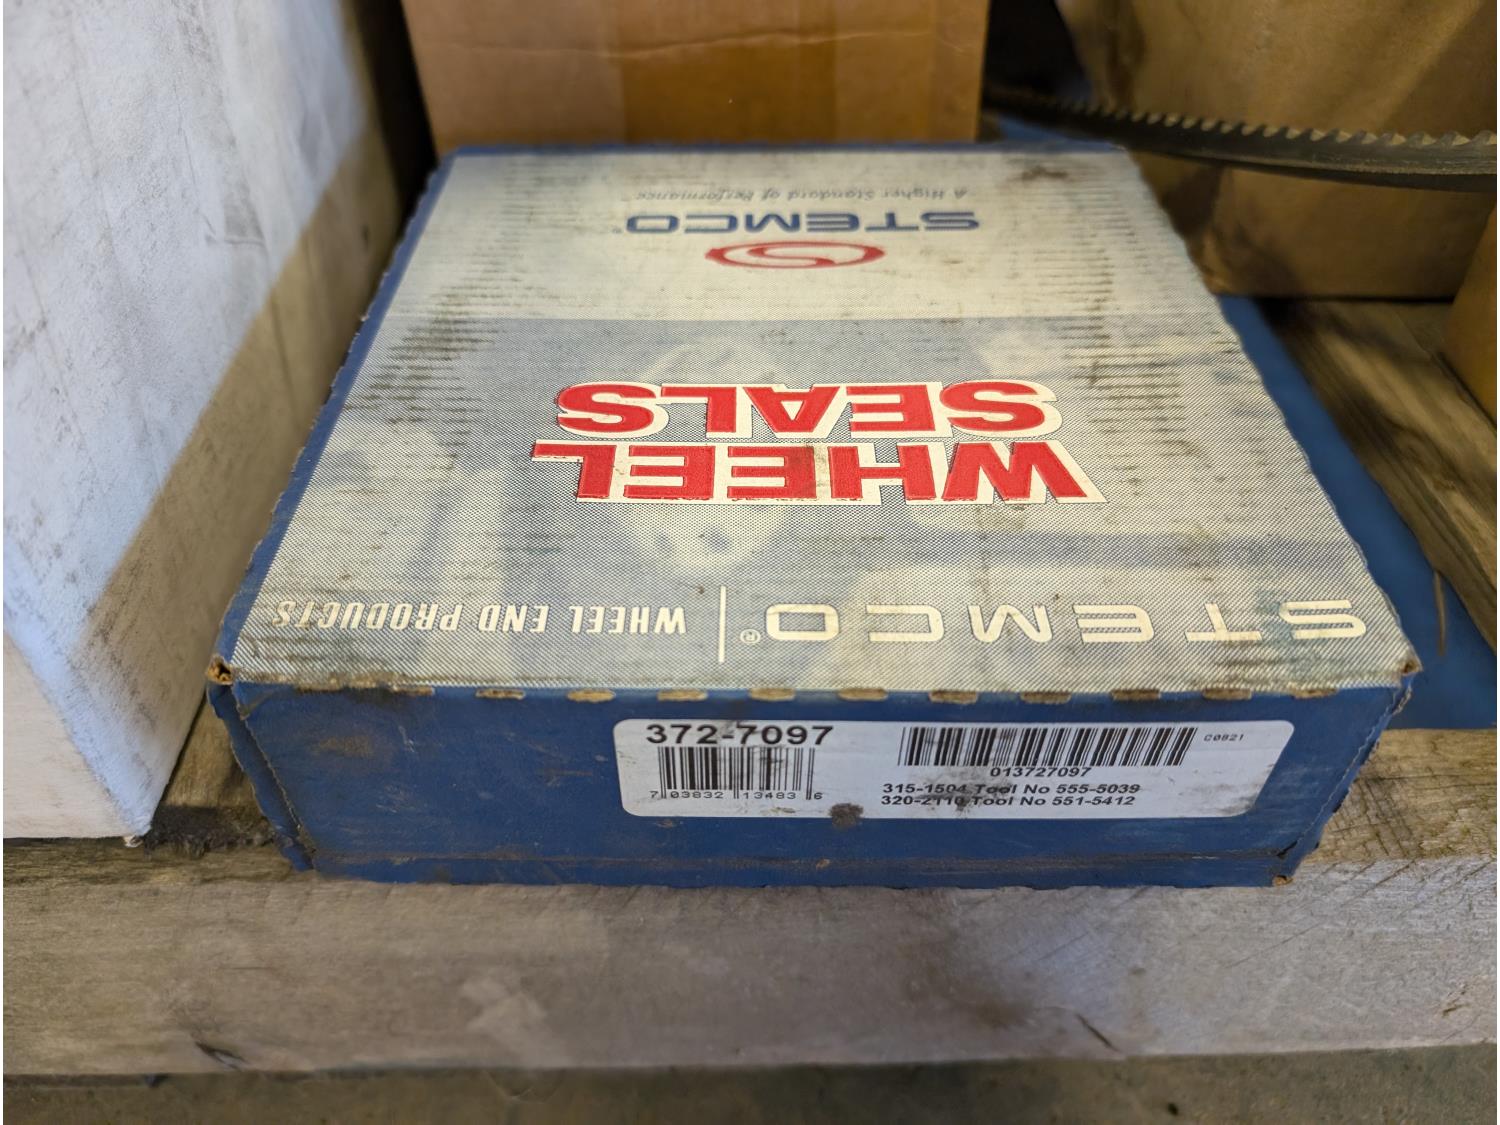 A Higher Standard of Performance™
STEMCO®
WHEEL
SEALS
STEMCO® | WHEEL END PRODUCTS
372-7097
7 03832 13483 6
C0821
013727097
315-1504 Tool No 555-5039
320-2110 Tool No 551-5412